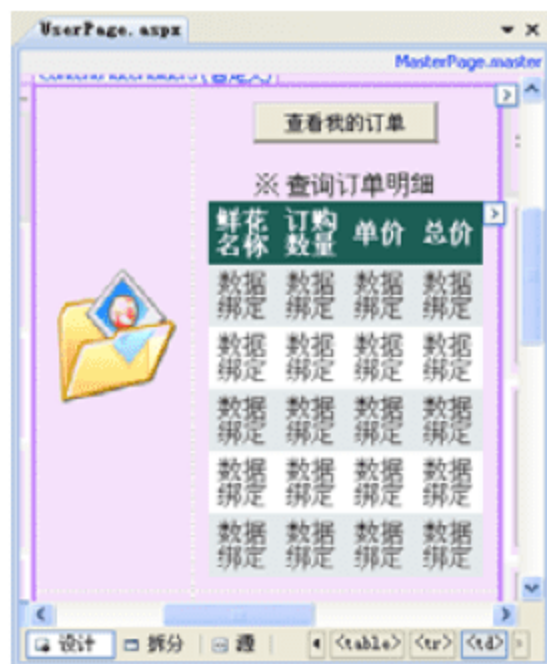 UserPage.aspx
MasterPage.master
查看我的订单
※ 查询订单明细
鲜花名称 订购数量 单价 总价
数据绑定 数据绑定 数据绑定 数据绑定
数据绑定 数据绑定 数据绑定 数据绑定
数据绑定 数据绑定 数据绑定 数据绑定
数据绑定 数据绑定 数据绑定 数据绑定
数据绑定 数据绑定 数据绑定 数据绑定
设计 拆分 源 <table> <tr> <td>